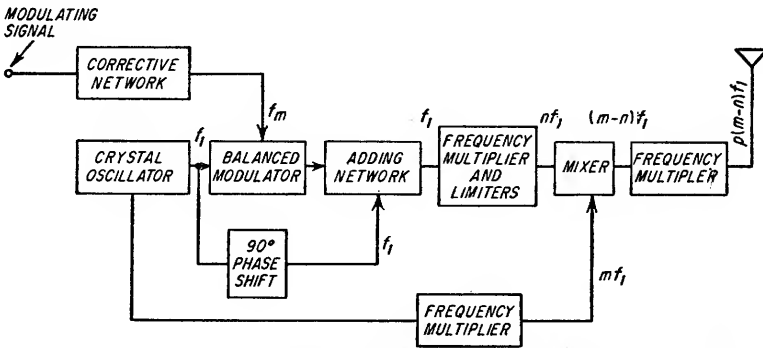 MODULATING
SIGNAL
CORRECTIVE
NETWORK
f_m
f_1
CRYSTAL
OSCILLATOR
BALANCED
MODULATOR
ADDING
NETWORK
f_1
FREQUENCY
MULTIPLIER
AND
LIMITERS
nf_1
MIXER
(m-n)f_1
FREQUENCY
MULTIPLER
p(m-n)f_1
90°
PHASE
SHIFT
f_1
mf_1
FREQUENCY
MULTIPLIER